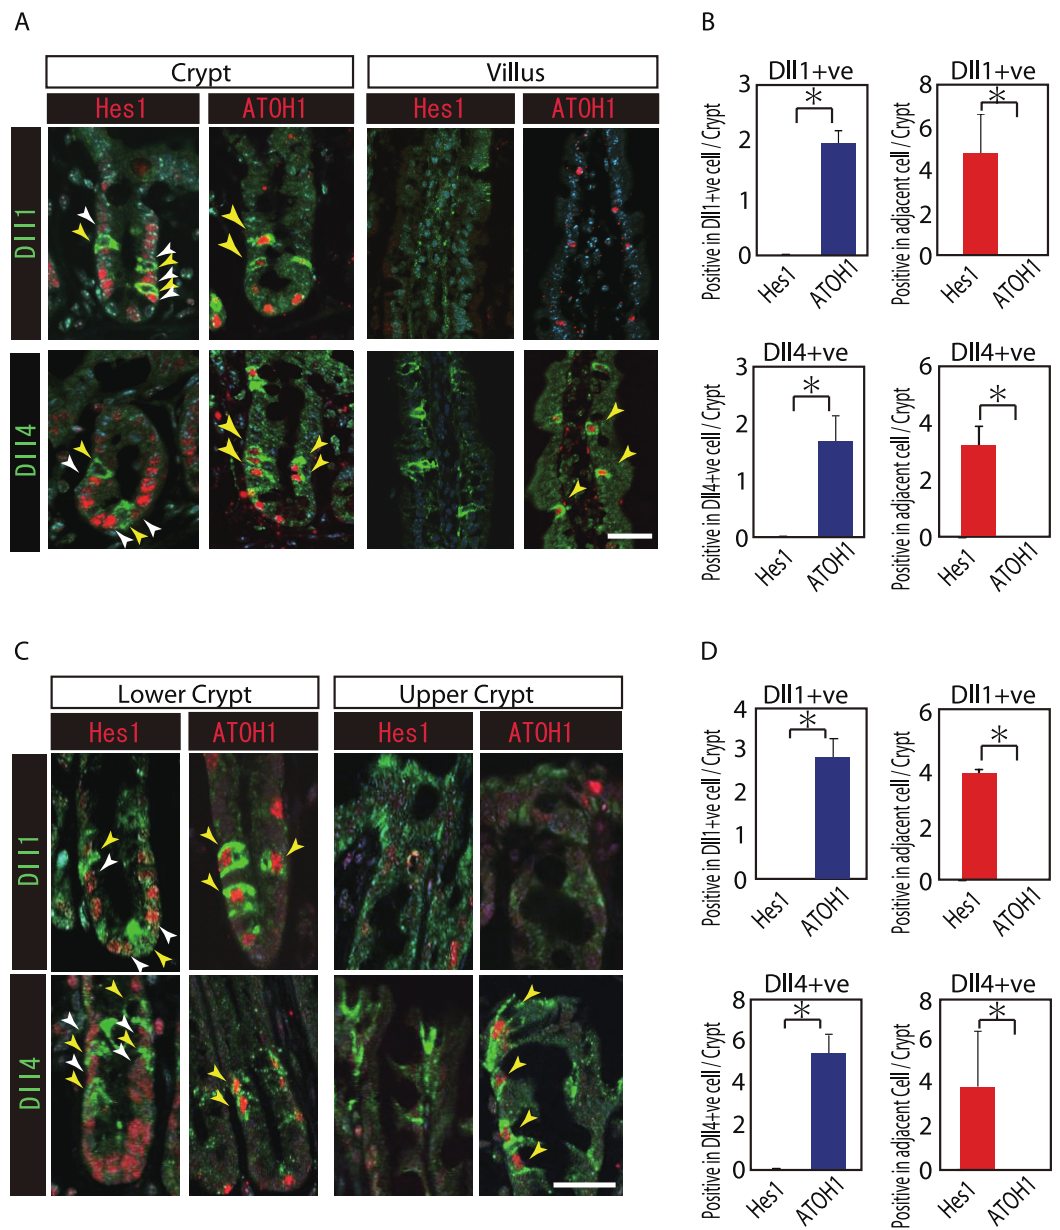 A
Crypt
Villus
Hes1
ATOH1
Hes1
ATOH1
Dll1
Dll4
B
Dll1+ve
Positive in Dll1+ve cell / Crypt
3
2
1
0
Hes1
ATOH1
*
Dll1+ve
Positive in adjacent cell / Crypt
8
6
4
2
0
Hes1
ATOH1
*
Dll4+ve
Positive in Dll4+ve cell / Crypt
3
2
1
0
Hes1
ATOH1
*
Dll4+ve
Positive in adjacent cell / Crypt
6
4
2
0
Hes1
ATOH1
*
C
Lower Crypt
Upper Crypt
Hes1
ATOH1
Hes1
ATOH1
Dll1
Dll4
D
Dll1+ve
Positive in Dll1+ve cell / Crypt
4
3
2
1
0
Hes1
ATOH1
*
Dll1+ve
Positive in adjacent cell / Crypt
6
4
2
0
Hes1
ATOH1
*
Dll4+ve
Positive in Dll4+ve cell / Crypt
8
6
4
2
0
Hes1
ATOH1
*
Dll4+ve
Positive in adjacent Cell / Crypt
8
6
4
2
0
Hes1
ATOH1
*